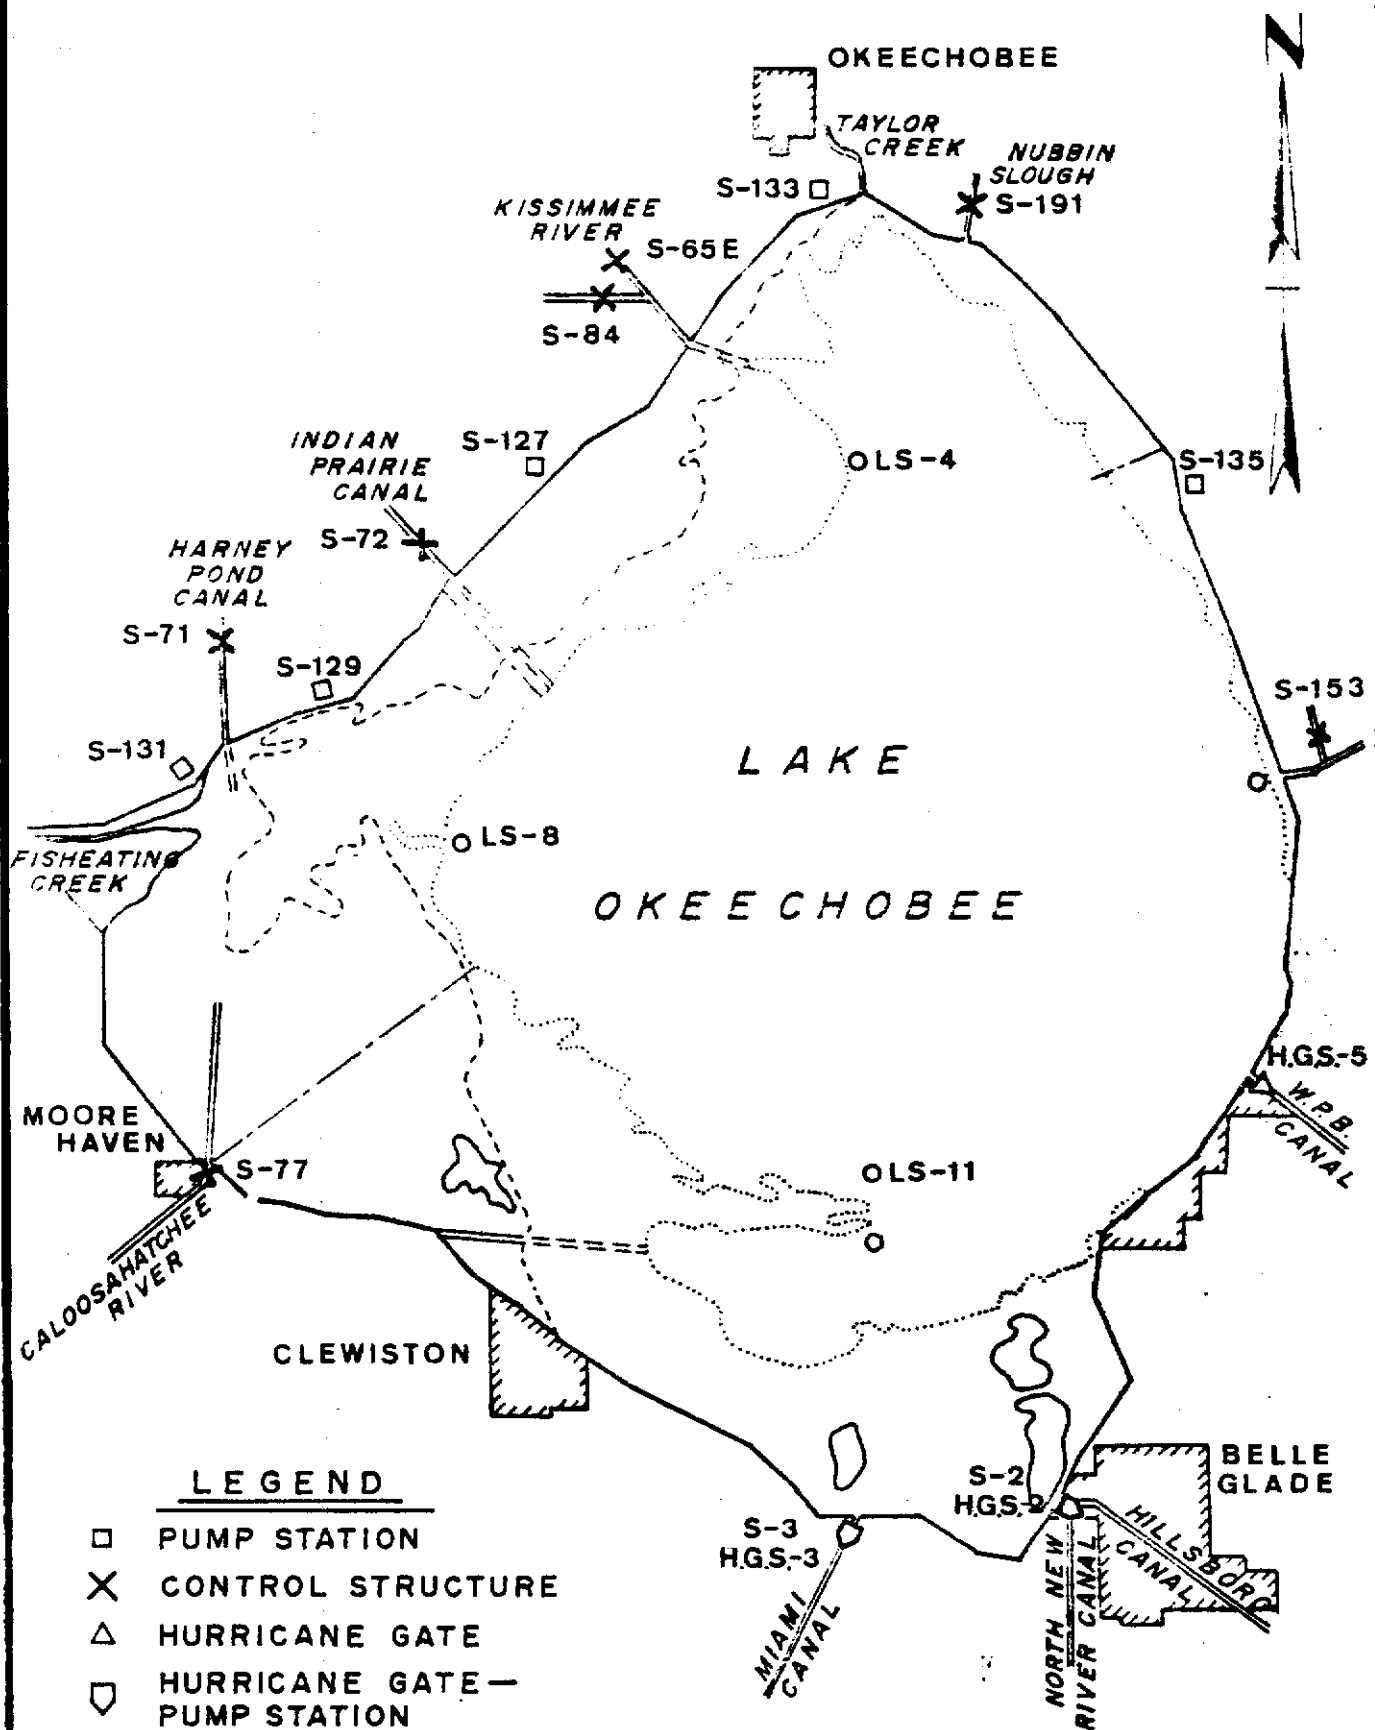 N
OKEECHOBEE
TAYLOR
CREEK
NUBBIN
SLOUGH
S-133
S-191
KISSIMMEE
RIVER
S-65E
S-84
INDIAN
PRAIRIE
CANAL
S-127
LS-4
S-135
S-72
HARNEY
POND
CANAL
S-71
S-129
S-153
S-131
LAKE
LS-8
FISHEATING
CREEK
OKEECHOBEE
H.G.S.-5
W.P.B.
CANAL
MOORE
HAVEN
S-77
LS-11
CALOOSAHATCHEE
RIVER
CLEWISTON
BELLE
GLADE
S-2
H.G.S.-2
S-3
H.G.S.-3
HILLSBORO
CANAL
MIAMI
CANAL
NORTH NEW
RIVER CANAL
LEGEND
PUMP STATION
CONTROL STRUCTURE
HURRICANE GATE
HURRICANE GATE—
PUMP STATION